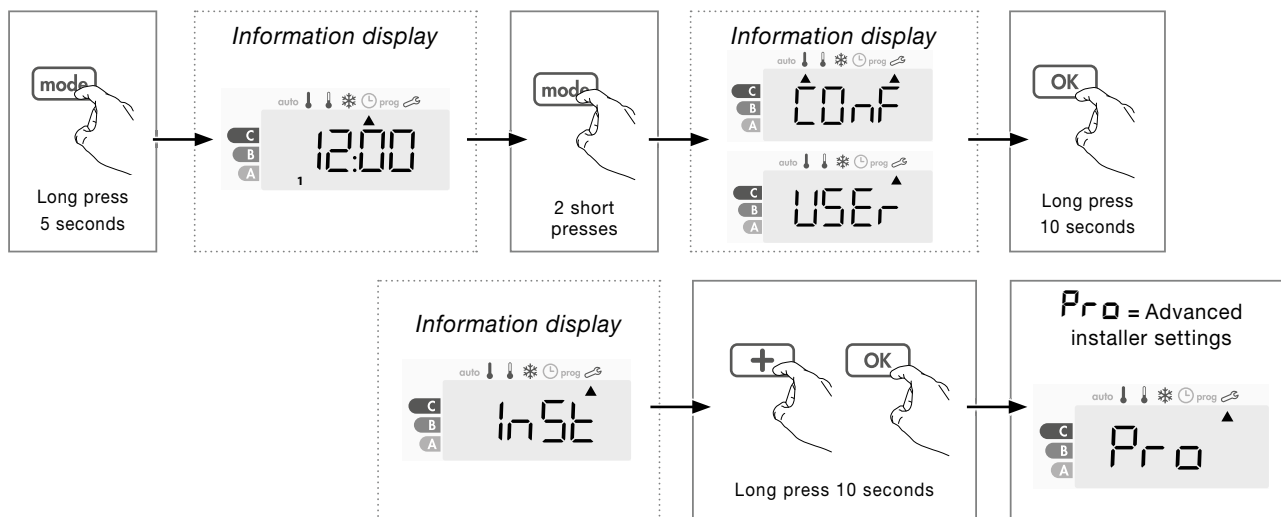 mode
Long press
5 seconds
Information display
auto prog
C
B
A
12:00
1
mode
2 short
presses
Information display
auto prog
C
B
A
COnF
auto prog
C
B
A
USEr
OK
Long press
10 seconds
Information display
auto prog
C
B
A
InSt
+
OK
Long press 10 seconds
Pro = Advanced
installer settings
auto prog
C
B
A
Pro